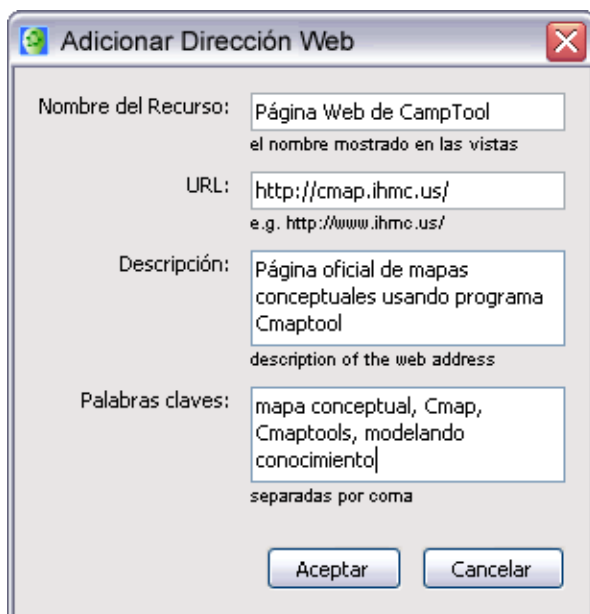 Adicionar Dirección Web
Nombre del Recurso: Página Web de CampTool
el nombre mostrado en las vistas
URL: http://cmap.ihmc.us/
e.g. http://www.ihmc.us/
Descripción: Página oficial de mapas
conceptuales usando programa
Cmaptool
description of the web address
Palabras claves: mapa conceptual, Cmap,
Cmaptools, modelando
conocimiento
separadas por coma
Aceptar Cancelar